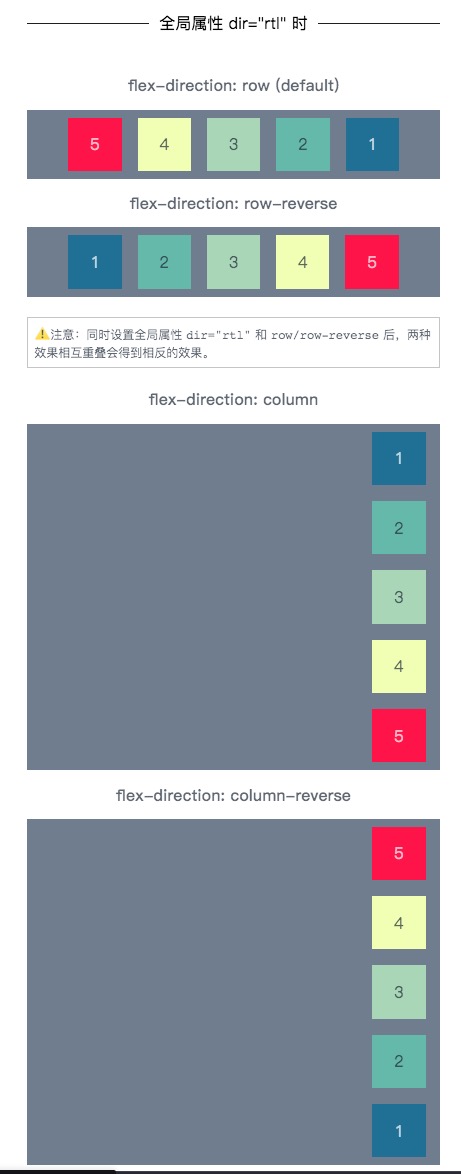 全局属性 dir="rtl" 时
flex-direction: row (default)
5 4 3 2 1
flex-direction: row-reverse
1 2 3 4 5
⚠️注意：同时设置全局属性 dir="rtl" 和 row/row-reverse 后，两种
效果相互重叠会得到相反的效果。
flex-direction: column
1
2
3
4
5
flex-direction: column-reverse
5
4
3
2
1